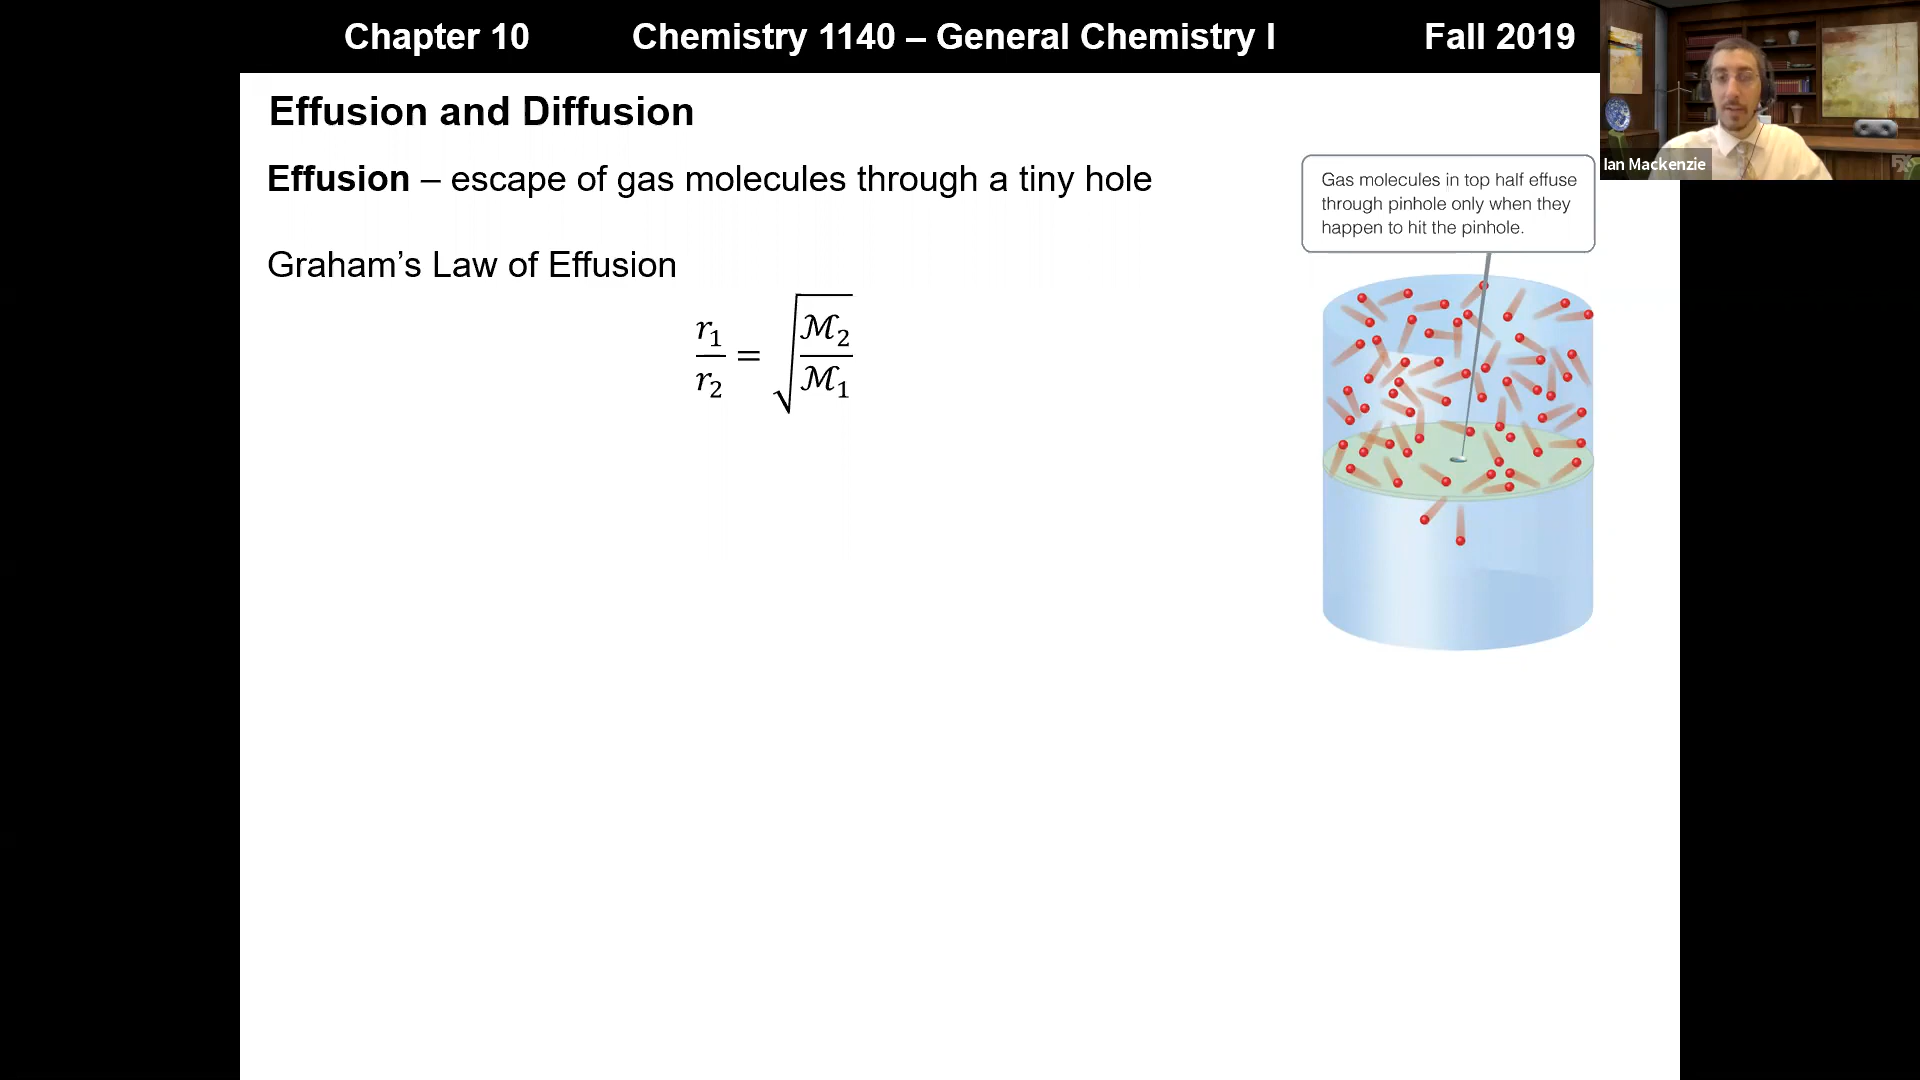 Chapter 10 Chemistry 1140 – General Chemistry I Fall 2019
Effusion and Diffusion
Effusion – escape of gas molecules through a tiny hole
Graham’s Law of Effusion
r₁/r₂ = √(ℳ₂/ℳ₁)
Gas molecules in top half effuse
through pinhole only when they
happen to hit the pinhole.
Ian Mackenzie